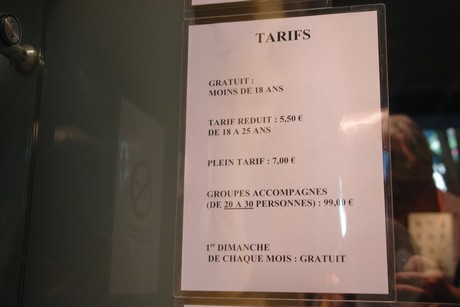 TARIFS
GRATUIT :
MOINS DE 18 ANS
TARIF REDUIT : 5,50 €
DE 18 A 25 ANS
PLEIN TARIF : 7,00 €
GROUPES ACCOMPAGNES
(DE 20 A 30 PERSONNES) : 99,00 €
1er DIMANCHE
DE CHAQUE MOIS : GRATUIT